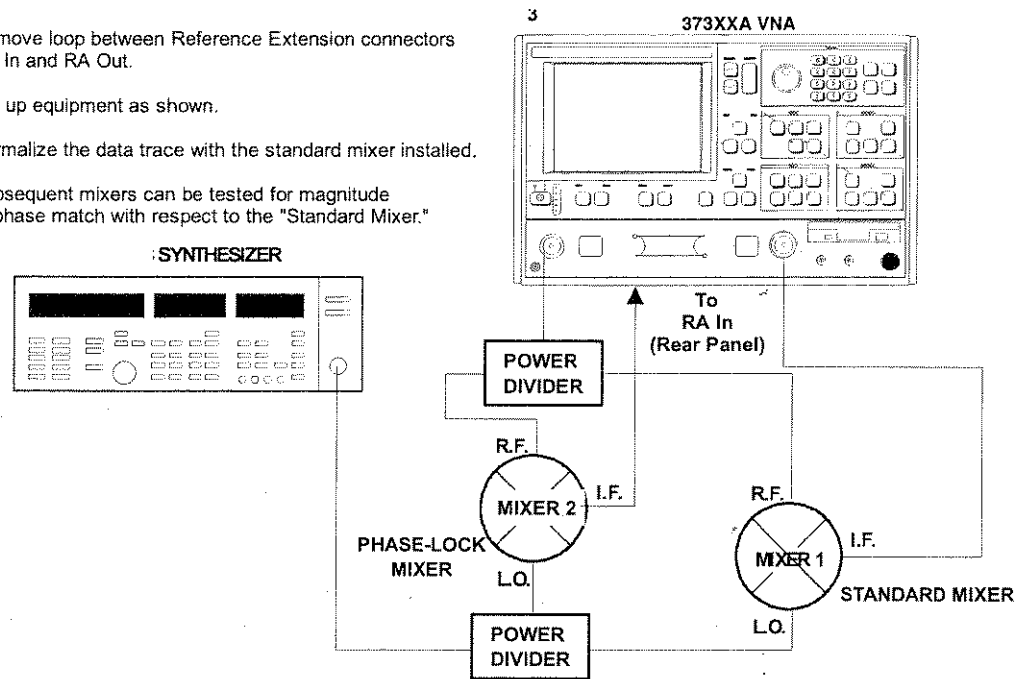 3
373XXA VNA
move loop between Reference Extension connectors
In and RA Out.
up equipment as shown.
rmalize the data trace with the standard mixer installed.
bsequent mixers can be tested for magnitude
phase match with respect to the "Standard Mixer."
SYNTHESIZER
To
RA In
(Rear Panel)
POWER
DIVIDER
R.F.
MIXER 2
I.F.
PHASE-LOCK
MIXER
L.O.
R.F.
MIXER 1
I.F.
STANDARD MIXER
L.O.
POWER
DIVIDER